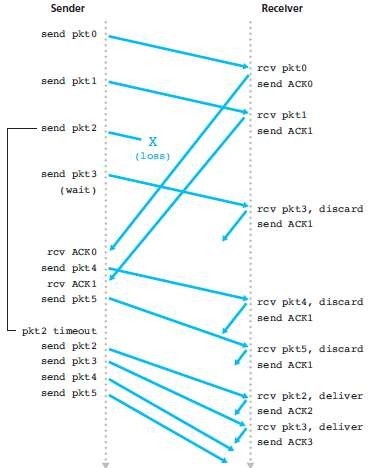 Sender
Receiver
send pkt0
rcv pkt0
send ACK0
send pkt1
rcv pkt1
send ACK1
send pkt2
X
(loss)
send pkt3
(wait)
rcv pkt3, discard
send ACK1
rcv ACK0
send pkt4
rcv ACK1
send pkt5
rcv pkt4, discard
send ACK1
pkt2 timeout
send pkt2
send pkt3
send pkt4
send pkt5
rcv pkt5, discard
send ACK1
rcv pkt2, deliver
send ACK2
rcv pkt3, deliver
send ACK3